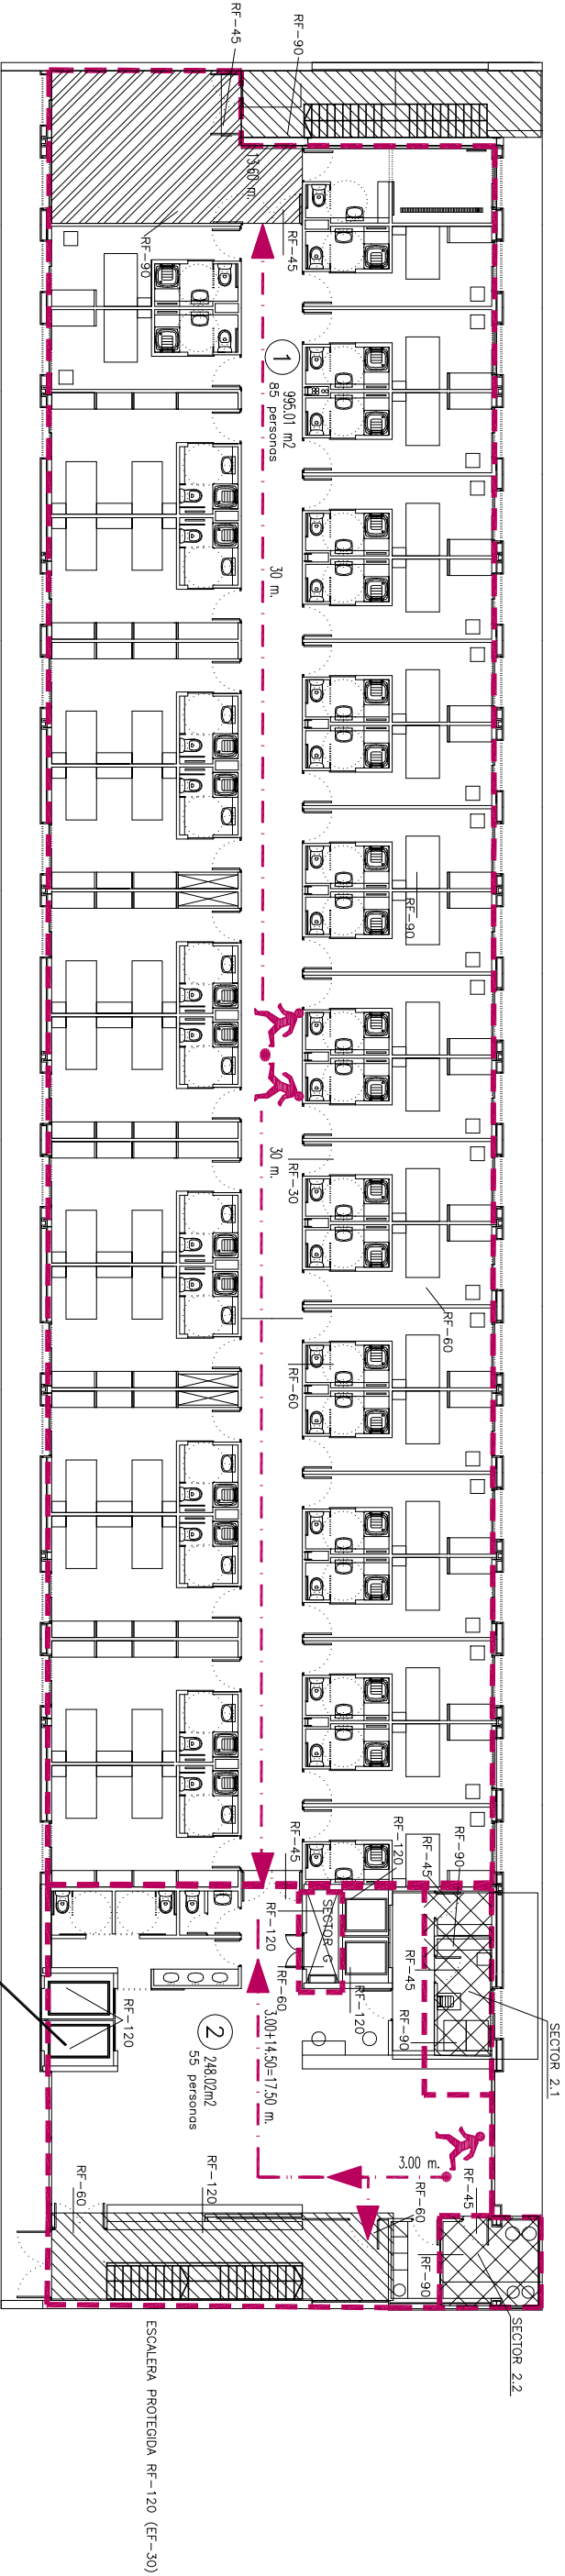 RF-45
RF-90
13.60 m.
RF-45
RF-90
1
995.01 m2
85 personas
30 m.
RF-90
30 m.
RF-30
RF-60
RF-60
RF-45
RF-120
RF-45
RF-90
RF-120
SECTOR G
RF-60
RF-120
RF-45
RF-90
SECTOR 2.1
RF-120
2
248.02m2
55 personas
3.00+14.50=17.50 m.
3.00 m.
RF-45
RF-60
RF-90
SECTOR 2.2
RF-60
RF-120
ESCALERA PROTEGIDA RF-120 (EF-30)